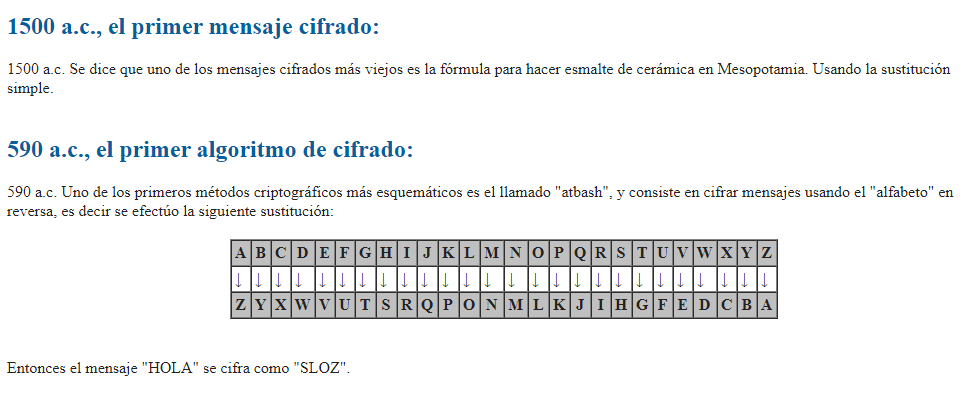 1500 a.c., el primer mensaje cifrado:
1500 a.c. Se dice que uno de los mensajes cifrados más viejos es la fórmula para hacer esmalte de cerámica en Mesopotamia. Usando la sustitución
simple.
590 a.c., el primer algoritmo de cifrado:
590 a.c. Uno de los primeros métodos criptográficos más esquemáticos es el llamado "atbash", y consiste en cifrar mensajes usando el "alfabeto" en
reversa, es decir se efectúo la siguiente sustitución:
A B C D E F G H I J K L M N O P Q R S T U V W X Y Z
↓ ↓ ↓ ↓ ↓ ↓ ↓ ↓ ↓ ↓ ↓ ↓ ↓ ↓ ↓ ↓ ↓ ↓ ↓ ↓ ↓ ↓ ↓ ↓ ↓ ↓
Z Y X W V U T S R Q P O N M L K J I H G F E D C B A
Entonces el mensaje "HOLA" se cifra como "SLOZ".